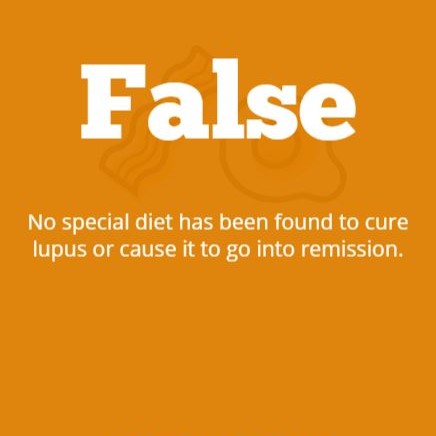 False
No special diet has been found to cure
lupus or cause it to go into remission.